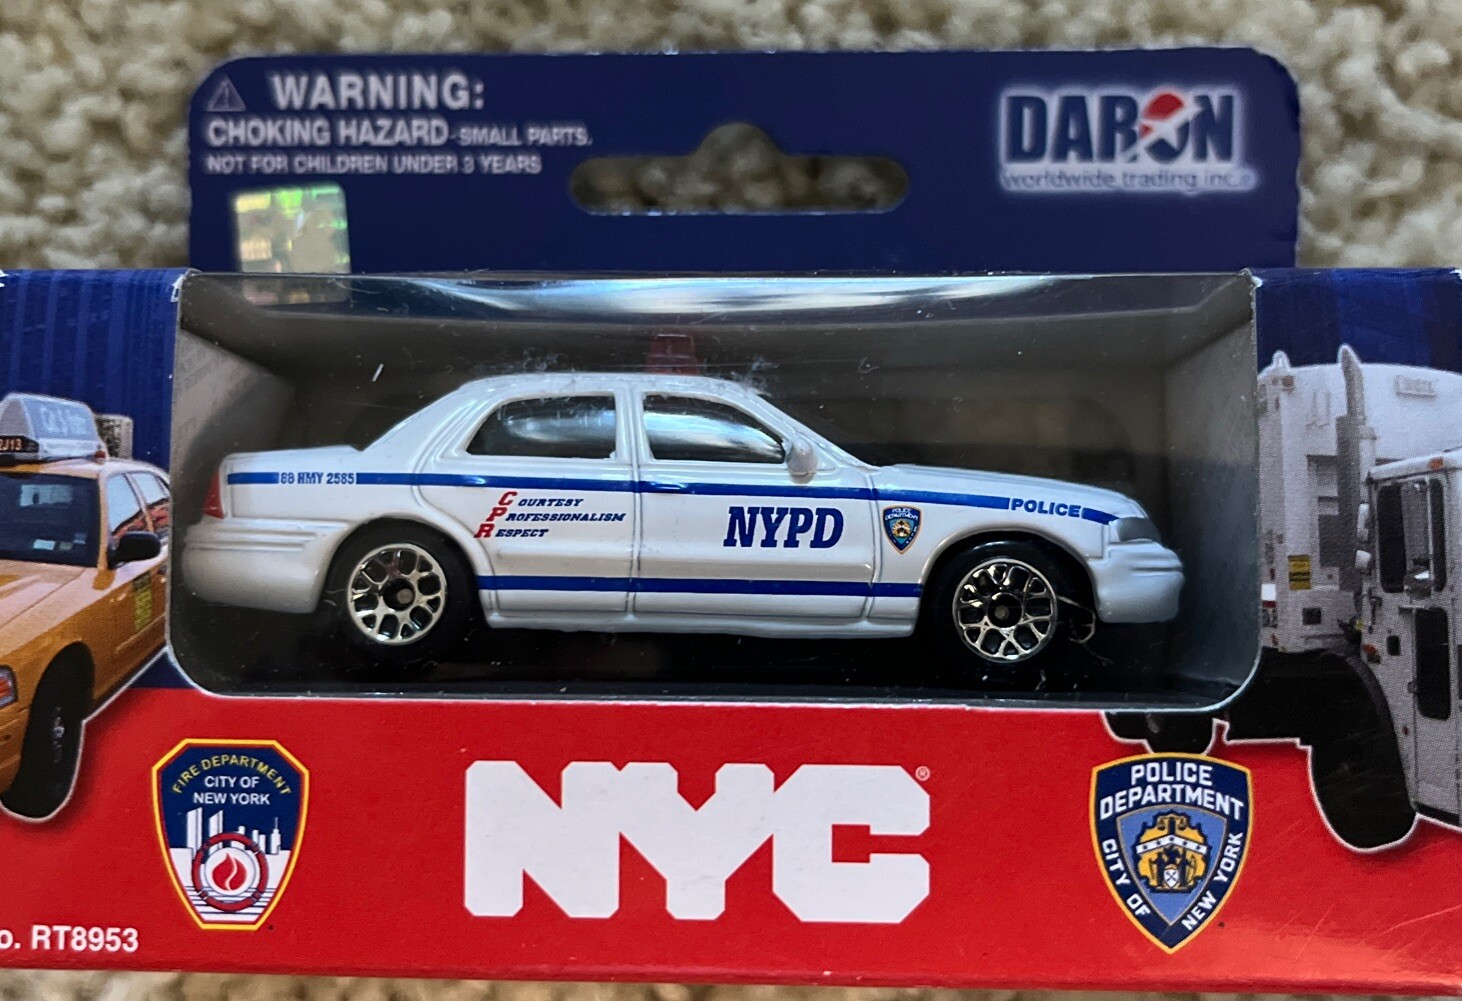 WARNING:
CHOKING HAZARD-SMALL PARTS.
NOT FOR CHILDREN UNDER 3 YEARS
DARON
worldwide trading inc.
2J13
88 HMY 2585
COURTESY
PROFESSIONALISM
RESPECT
NYPD
POLICE
FIRE DEPARTMENT
CITY OF
NEW YORK
NYC®
POLICE
DEPARTMENT
CITY OF
NEW YORK
o. RT8953